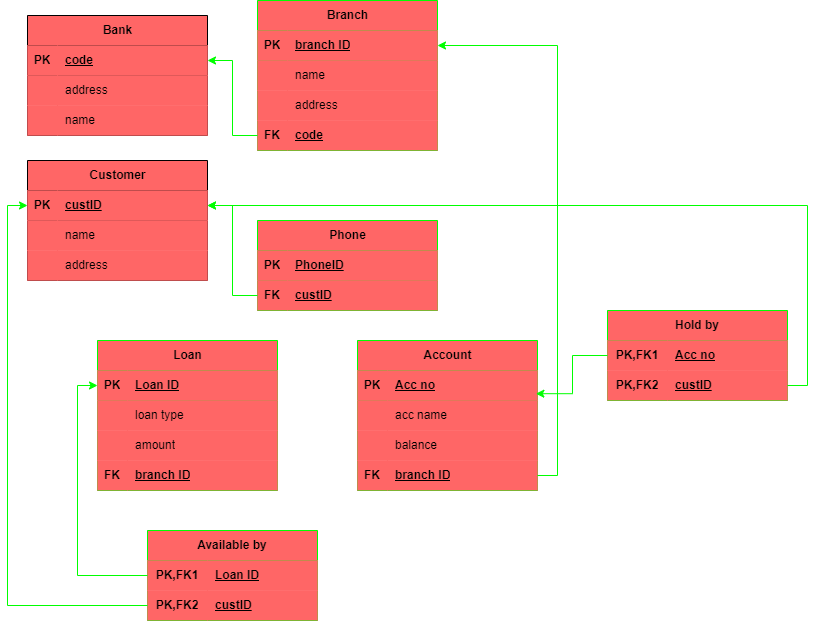 Bank
PK code
address
name
Branch
PK branch ID
name
address
FK code
Customer
PK custID
name
address
Phone
PK PhoneID
FK custID
Hold by
PK,FK1 Acc no
PK,FK2 custID
Loan
PK Loan ID
loan type
amount
FK branch ID
Account
PK Acc no
acc name
balance
FK branch ID
Available by
PK,FK1 Loan ID
PK,FK2 custID